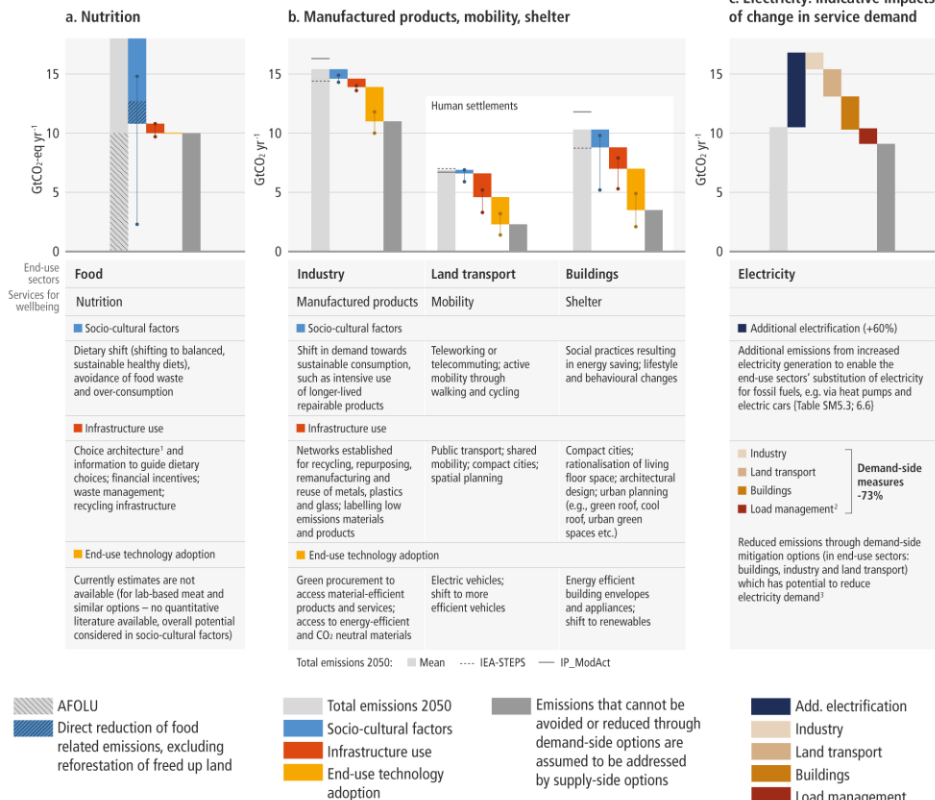 a. Nutrition
b. Manufactured products, mobility, shelter
c. Electricity: indicative impacts
of change in service demand
GtCO₂-eq yr⁻¹
15
10
5
0
GtCO₂ yr⁻¹
15
10
5
0
Human settlements
GtCO₂ yr⁻¹
15
10
5
0
End-use
sectors
Food
Industry
Land transport
Buildings
Electricity
Services for
wellbeing
Nutrition
Manufactured products
Mobility
Shelter
Socio-cultural factors
Dietary shift (shifting to balanced,
sustainable healthy diets),
avoidance of food waste
and over-consumption
Socio-cultural factors
Shift in demand towards
sustainable consumption,
such as intensive use
of longer-lived
repairable products
Teleworking or
telecommuting; active
mobility through
walking and cycling
Social practices resulting
in energy saving; lifestyle
and behavioural changes
Additional electrification (+60%)
Additional emissions from increased
electricity generation to enable the
end-use sectors' substitution of electricity
for fossil fuels, e.g. via heat pumps and
electric cars (Table SM5.3; 6.6)
Infrastructure use
Choice architecture¹ and
information to guide dietary
choices; financial incentives;
waste management;
recycling infrastructure
Infrastructure use
Networks established
for recycling, repurposing,
remanufacturing and
reuse of metals, plastics
and glass; labelling low
emissions materials
and products
Public transport; shared
mobility; compact cities;
spatial planning
Compact cities;
rationalisation of living
floor space; architectural
design; urban planning
(e.g., green roof, cool
roof, urban green
spaces etc.)
Industry
Land transport
Buildings
Load management²
Demand-side
measures
-73%
End-use technology adoption
Currently estimates are not
available (for lab-based meat and
similar options – no quantitative
literature available, overall potential
considered in socio-cultural factors)
End-use technology adoption
Green procurement to
access material-efficient
products and services;
access to energy-efficient
and CO₂ neutral materials
Electric vehicles;
shift to more
efficient vehicles
Energy efficient
building envelopes
and appliances;
shift to renewables
Reduced emissions through demand-side
mitigation options (in end-use sectors:
buildings, industry and land transport)
which has potential to reduce
electricity demand³
Total emissions 2050: Mean IEA-STEPS IP_ModAct
AFOLU
Direct reduction of food
related emissions, excluding
reforestation of freed up land
Total emissions 2050
Socio-cultural factors
Infrastructure use
End-use technology
adoption
Emissions that cannot be
avoided or reduced through
demand-side options are
assumed to be addressed
by supply-side options
Add. electrification
Industry
Land transport
Buildings
Load management